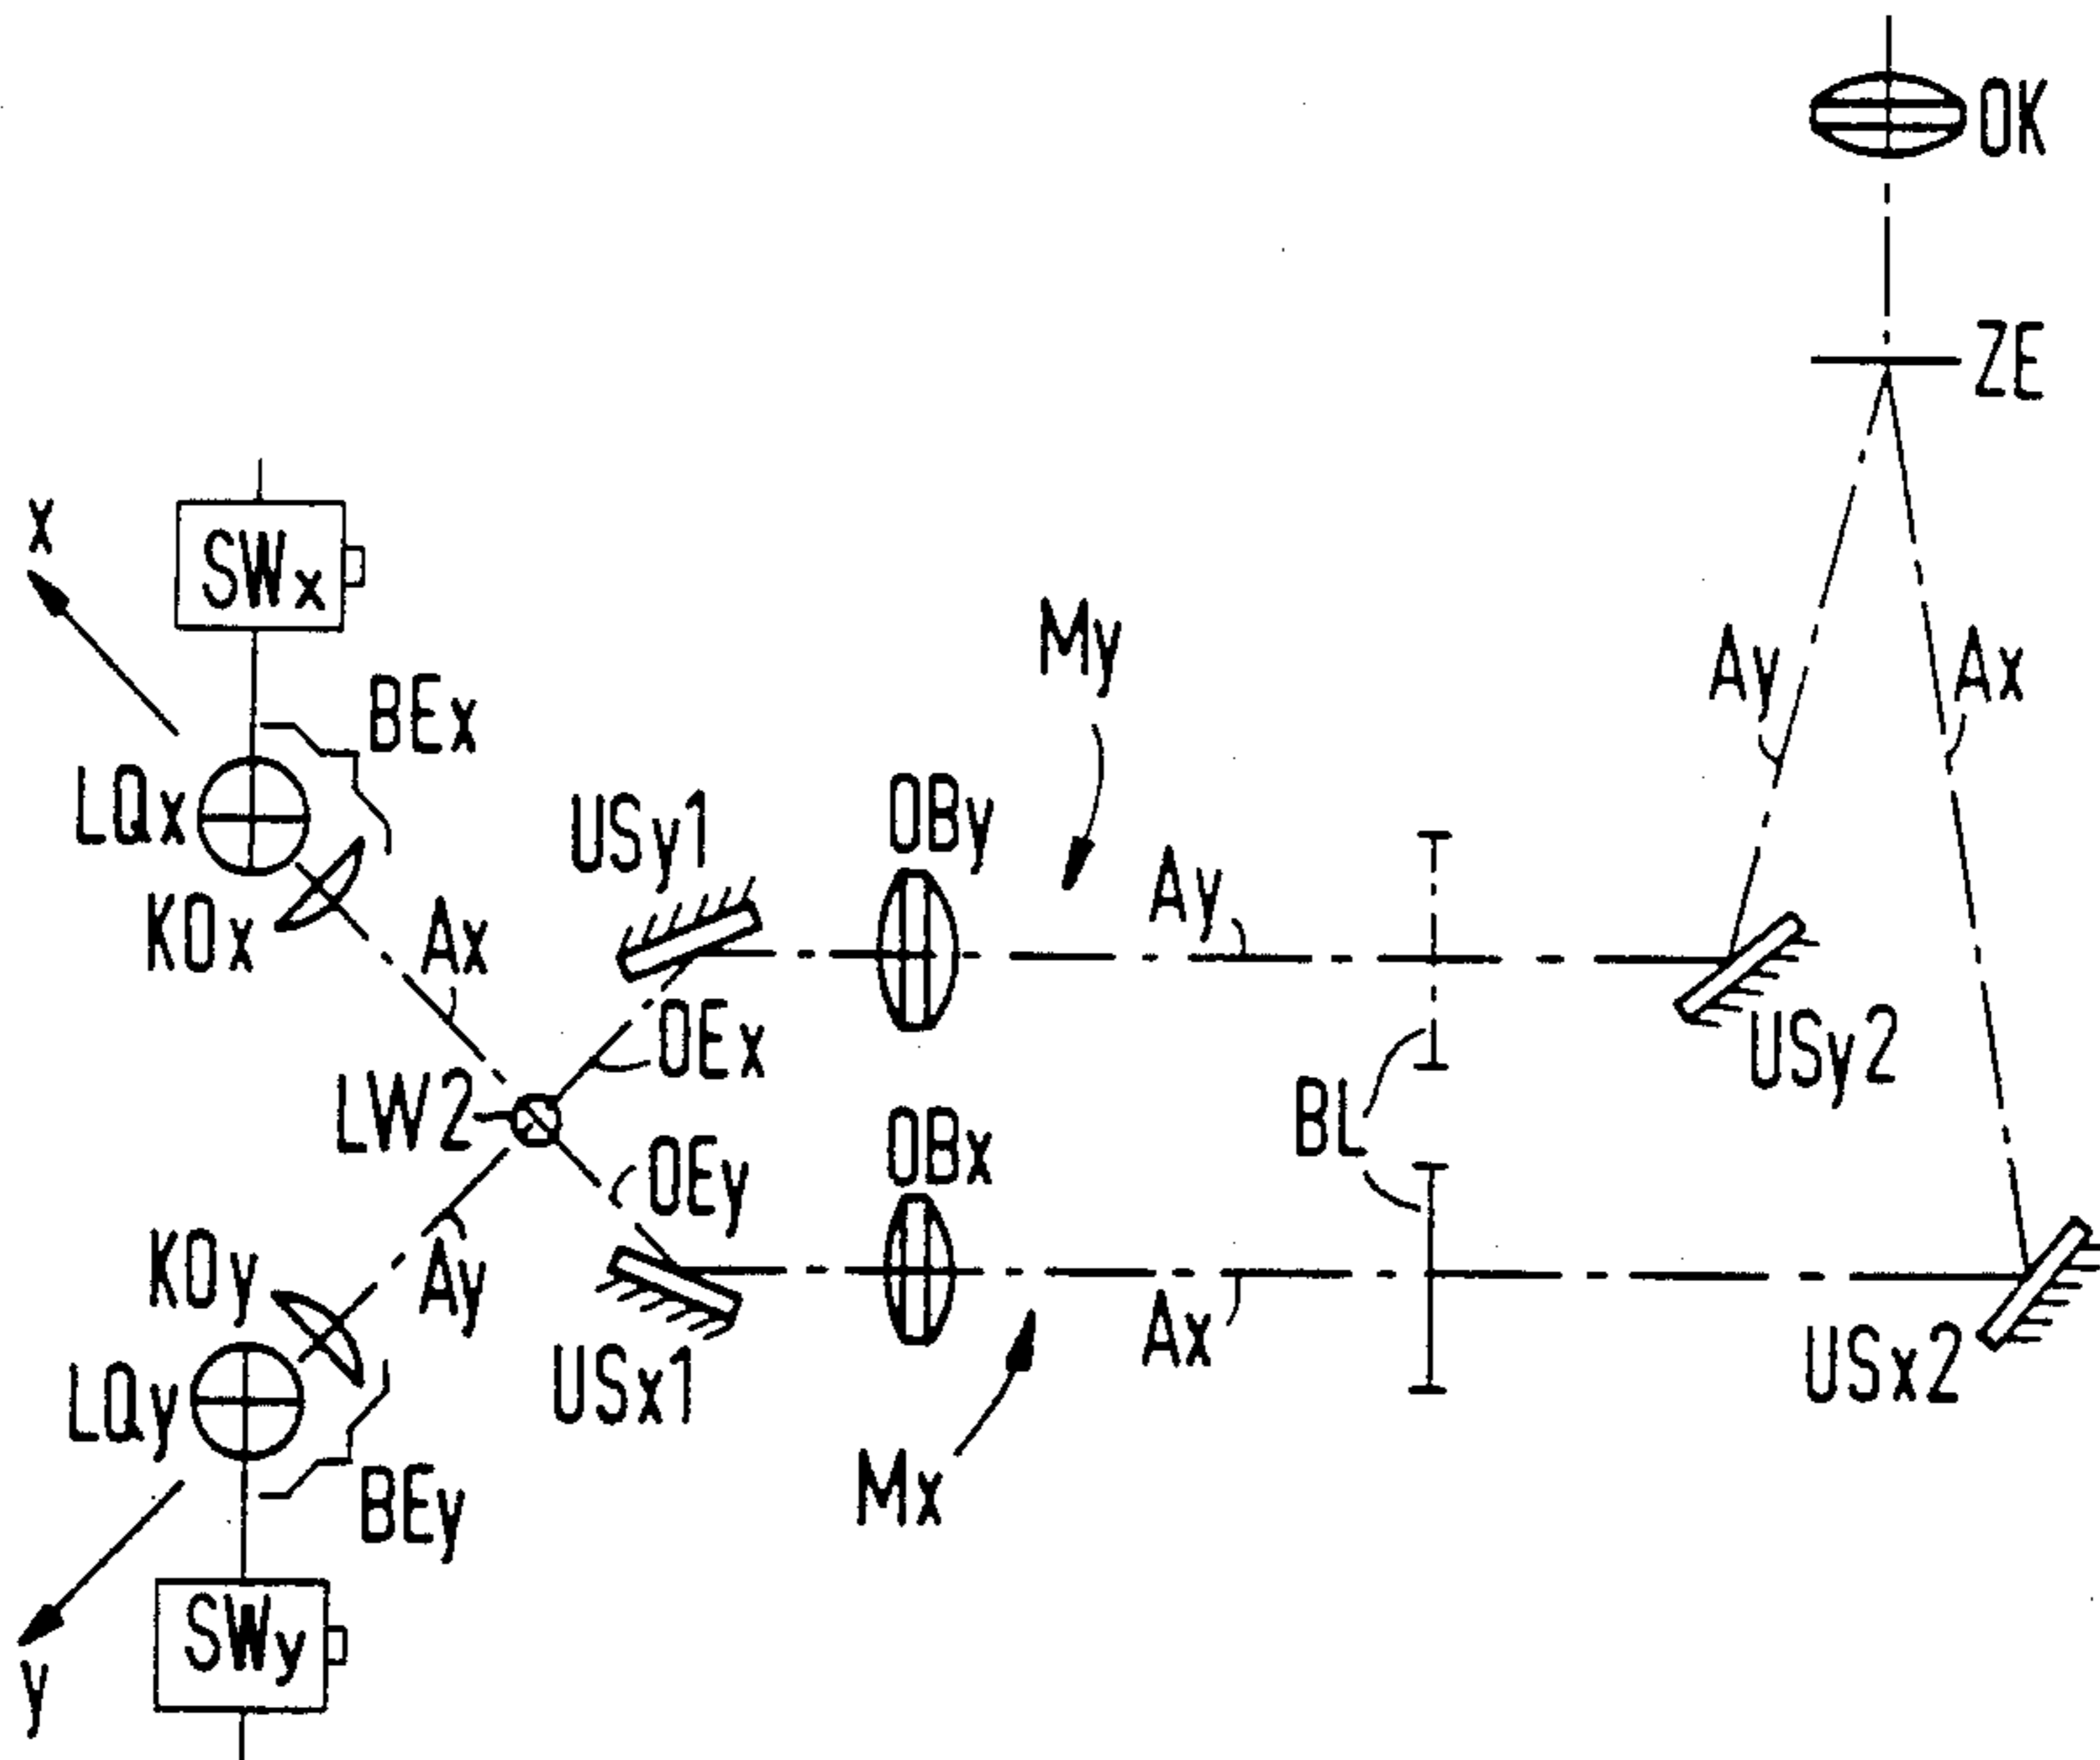 OK
ZE
x
SWx
BEx
My
Ay
Ax
LQx
USy1
OBy
KOx
Ax
Ay
OEx
USy2
LW2
BL
OEy
OBx
KOy
Ay
Ax
USx2
LQy
USx1
BEy
Mx
SWy
y